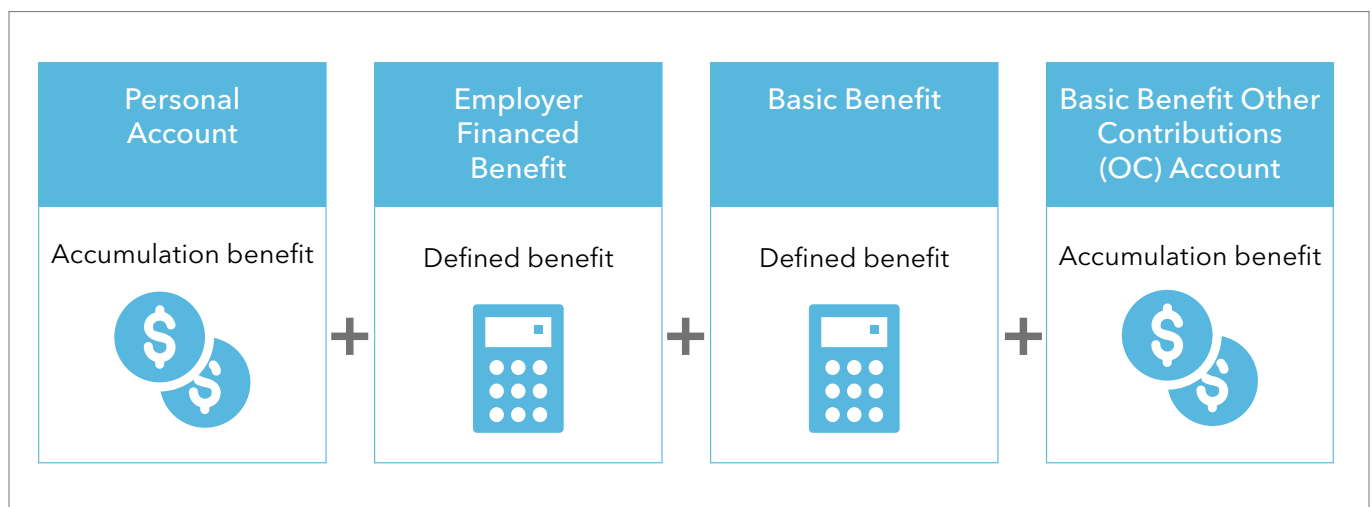 Personal
Account
Accumulation benefit
$
$
+
Employer
Financed
Benefit
Defined benefit
+
Basic Benefit
Defined benefit
+
Basic Benefit Other
Contributions
(OC) Account
Accumulation benefit
$
$